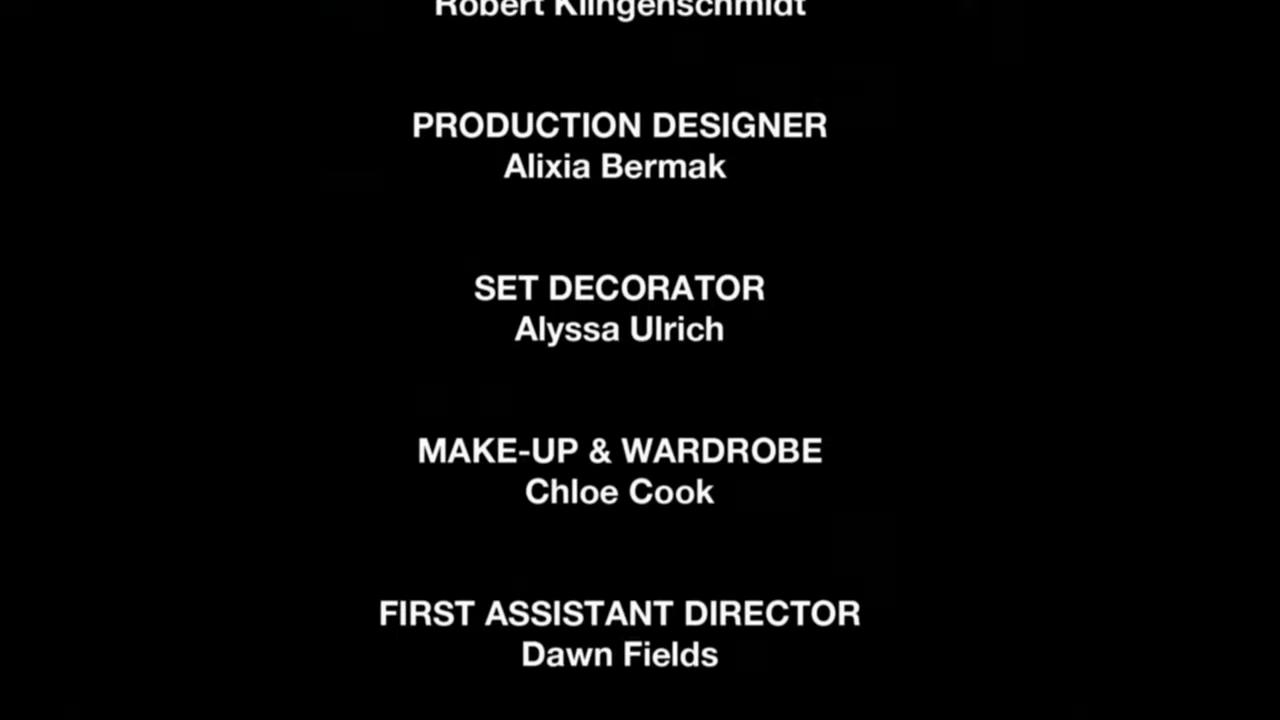 Robert Klingenschmidt
PRODUCTION DESIGNER
Alixia Bermak
SET DECORATOR
Alyssa Ulrich
MAKE-UP & WARDROBE
Chloe Cook
FIRST ASSISTANT DIRECTOR
Dawn Fields